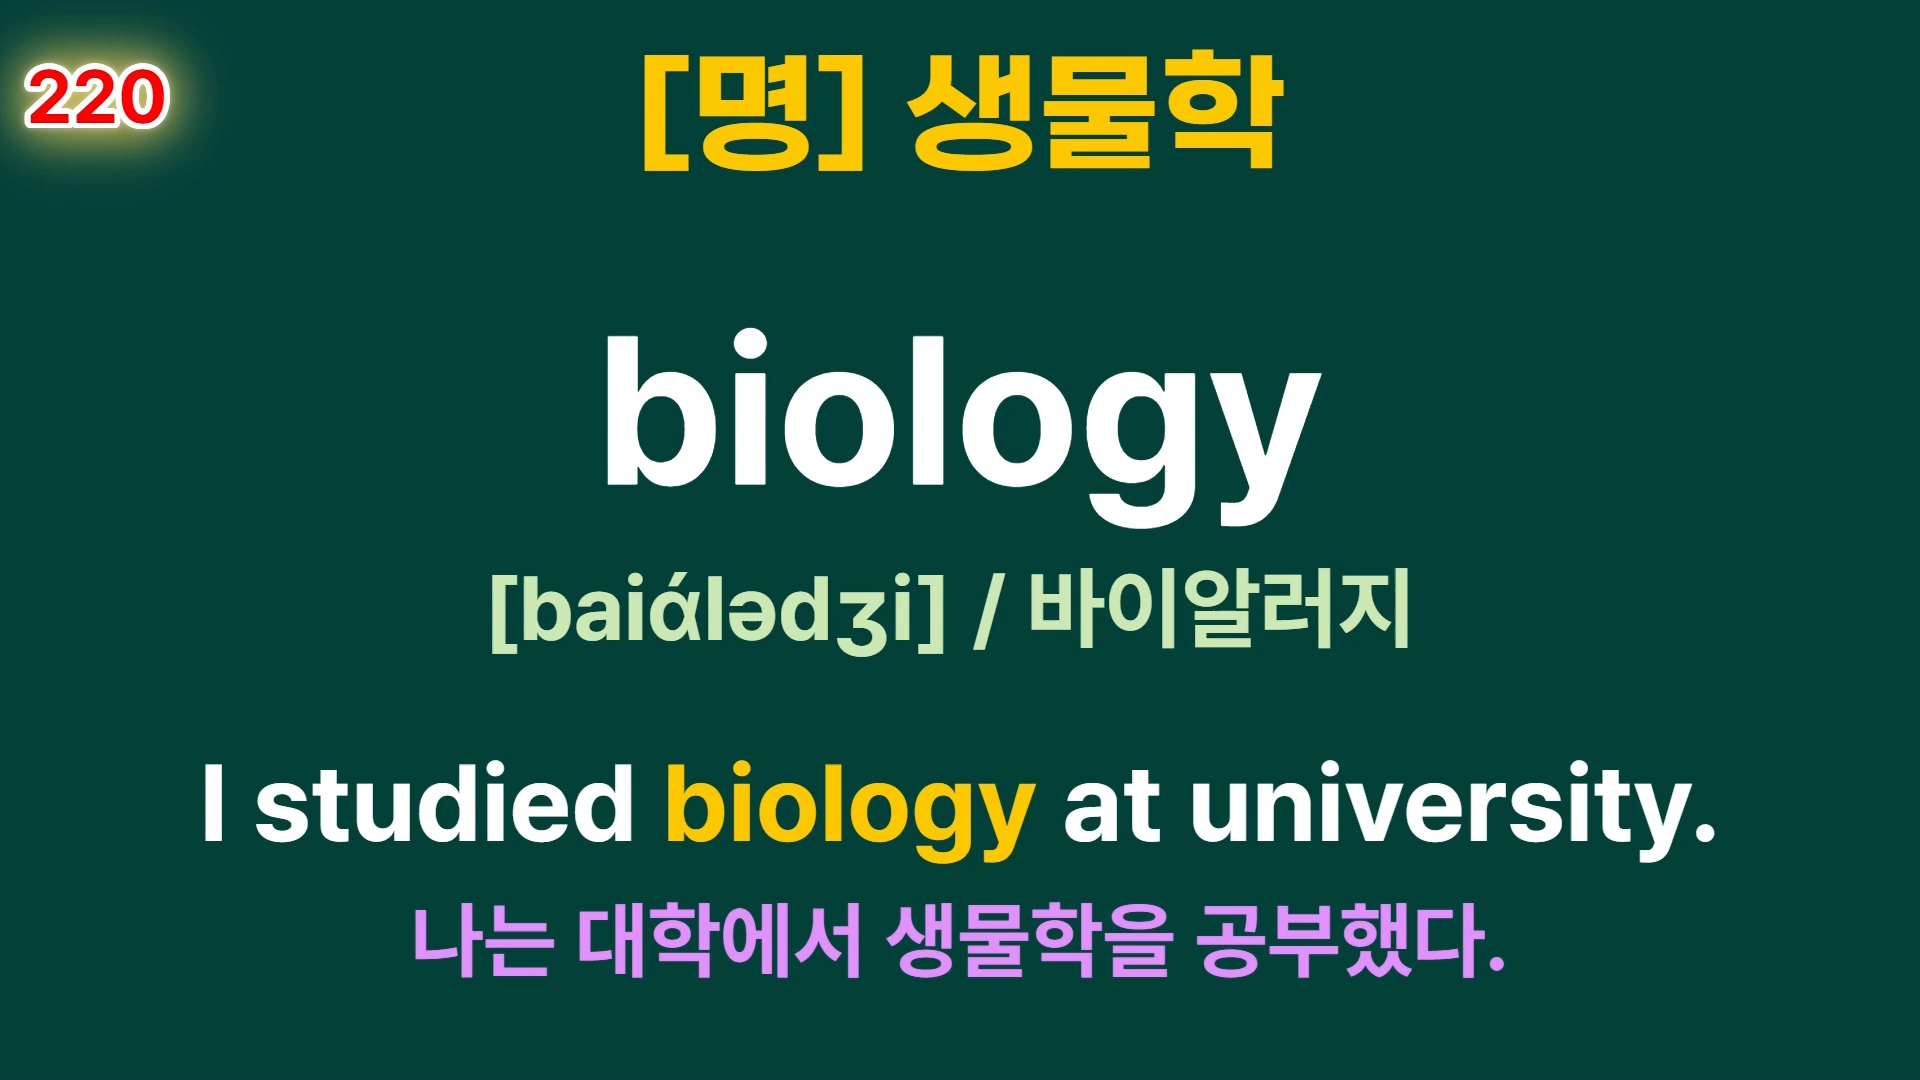 220
[명] 생물학
biology
[baiάlədʒi] / 바이알러지
I studied biology at university.
나는 대학에서 생물학을 공부했다.